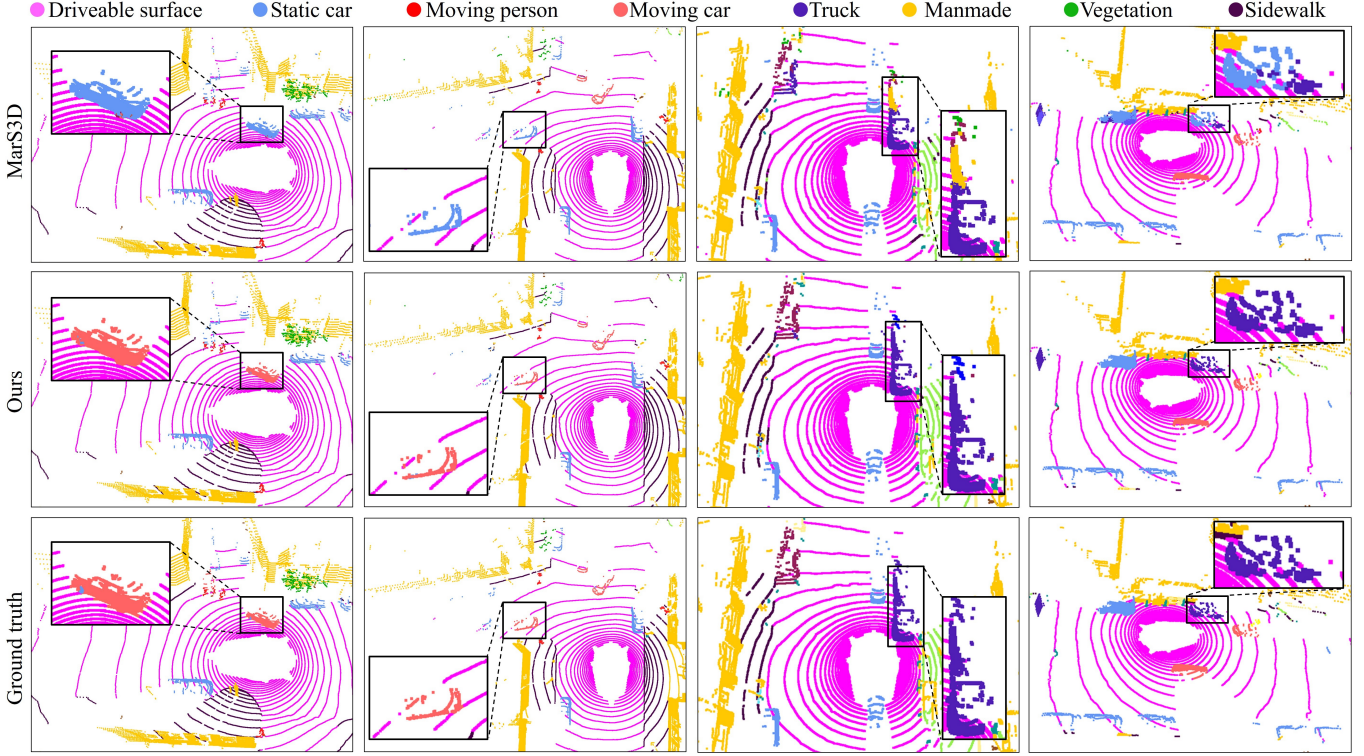 Driveable surface Static car Moving person Moving car Truck Manmade Vegetation Sidewalk
MarS3D
Ours
Ground truth